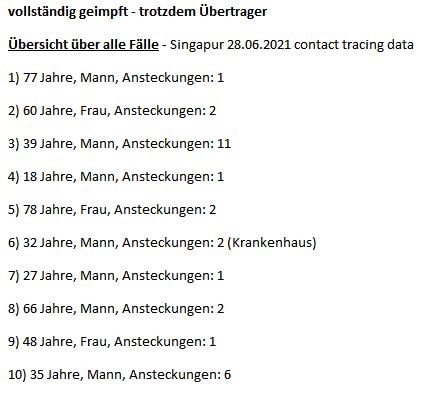 vollständig geimpft - trotzdem Übertrager
Übersicht über alle Fälle - Singapur 28.06.2021 contact tracing data
1) 77 Jahre, Mann, Ansteckungen: 1
2) 60 Jahre, Frau, Ansteckungen: 2
3) 39 Jahre, Mann, Ansteckungen: 11
4) 18 Jahre, Mann, Ansteckungen: 1
5) 78 Jahre, Frau, Ansteckungen: 2
6) 32 Jahre, Mann, Ansteckungen: 2 (Krankenhaus)
7) 27 Jahre, Mann, Ansteckungen: 1
8) 66 Jahre, Mann, Ansteckungen: 2
9) 48 Jahre, Frau, Ansteckungen: 1
10) 35 Jahre, Mann, Ansteckungen: 6